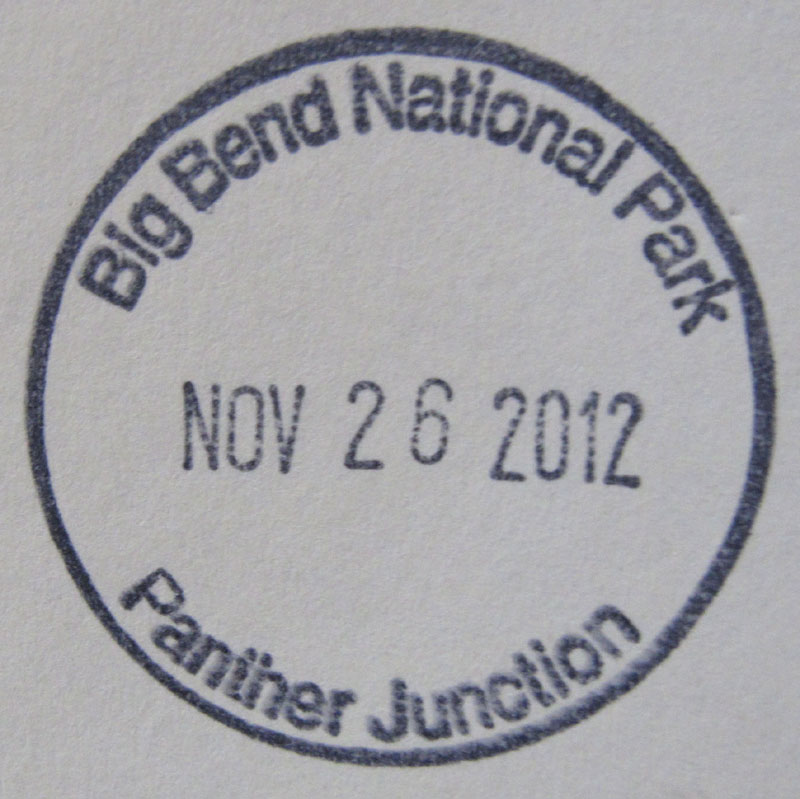 Big Bend National Park
NOV 26 2012
Panther Junction